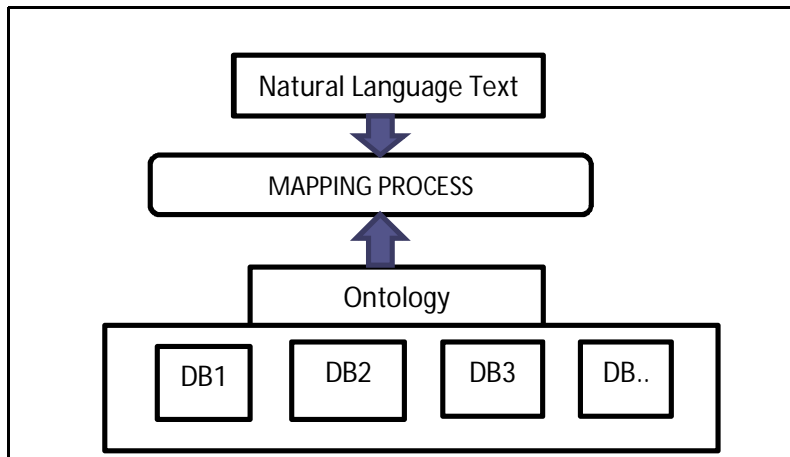 Natural Language Text
MAPPING PROCESS
Ontology
DB1
DB2
DB3
DB..